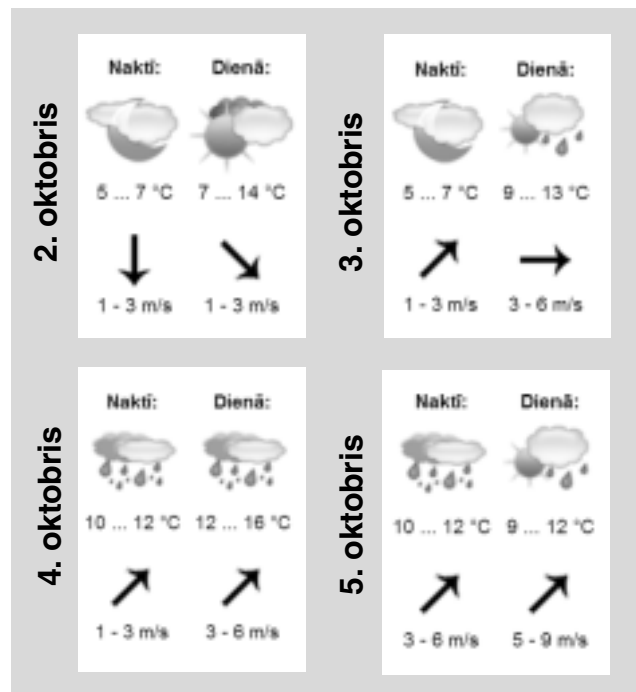 2. oktobris
Naktī: Dienā:
5 ... 7 °C 7 ... 14 °C
1 - 3 m/s 1 - 3 m/s
3. oktobris
Naktī: Dienā:
5 ... 7 °C 9 ... 13 °C
1 - 3 m/s 3 - 6 m/s
4. oktobris
Naktī: Dienā:
10 ... 12 °C 12 ... 16 °C
1 - 3 m/s 3 - 6 m/s
5. oktobris
Naktī: Dienā:
10 ... 12 °C 9 ... 12 °C
3 - 6 m/s 5 - 9 m/s